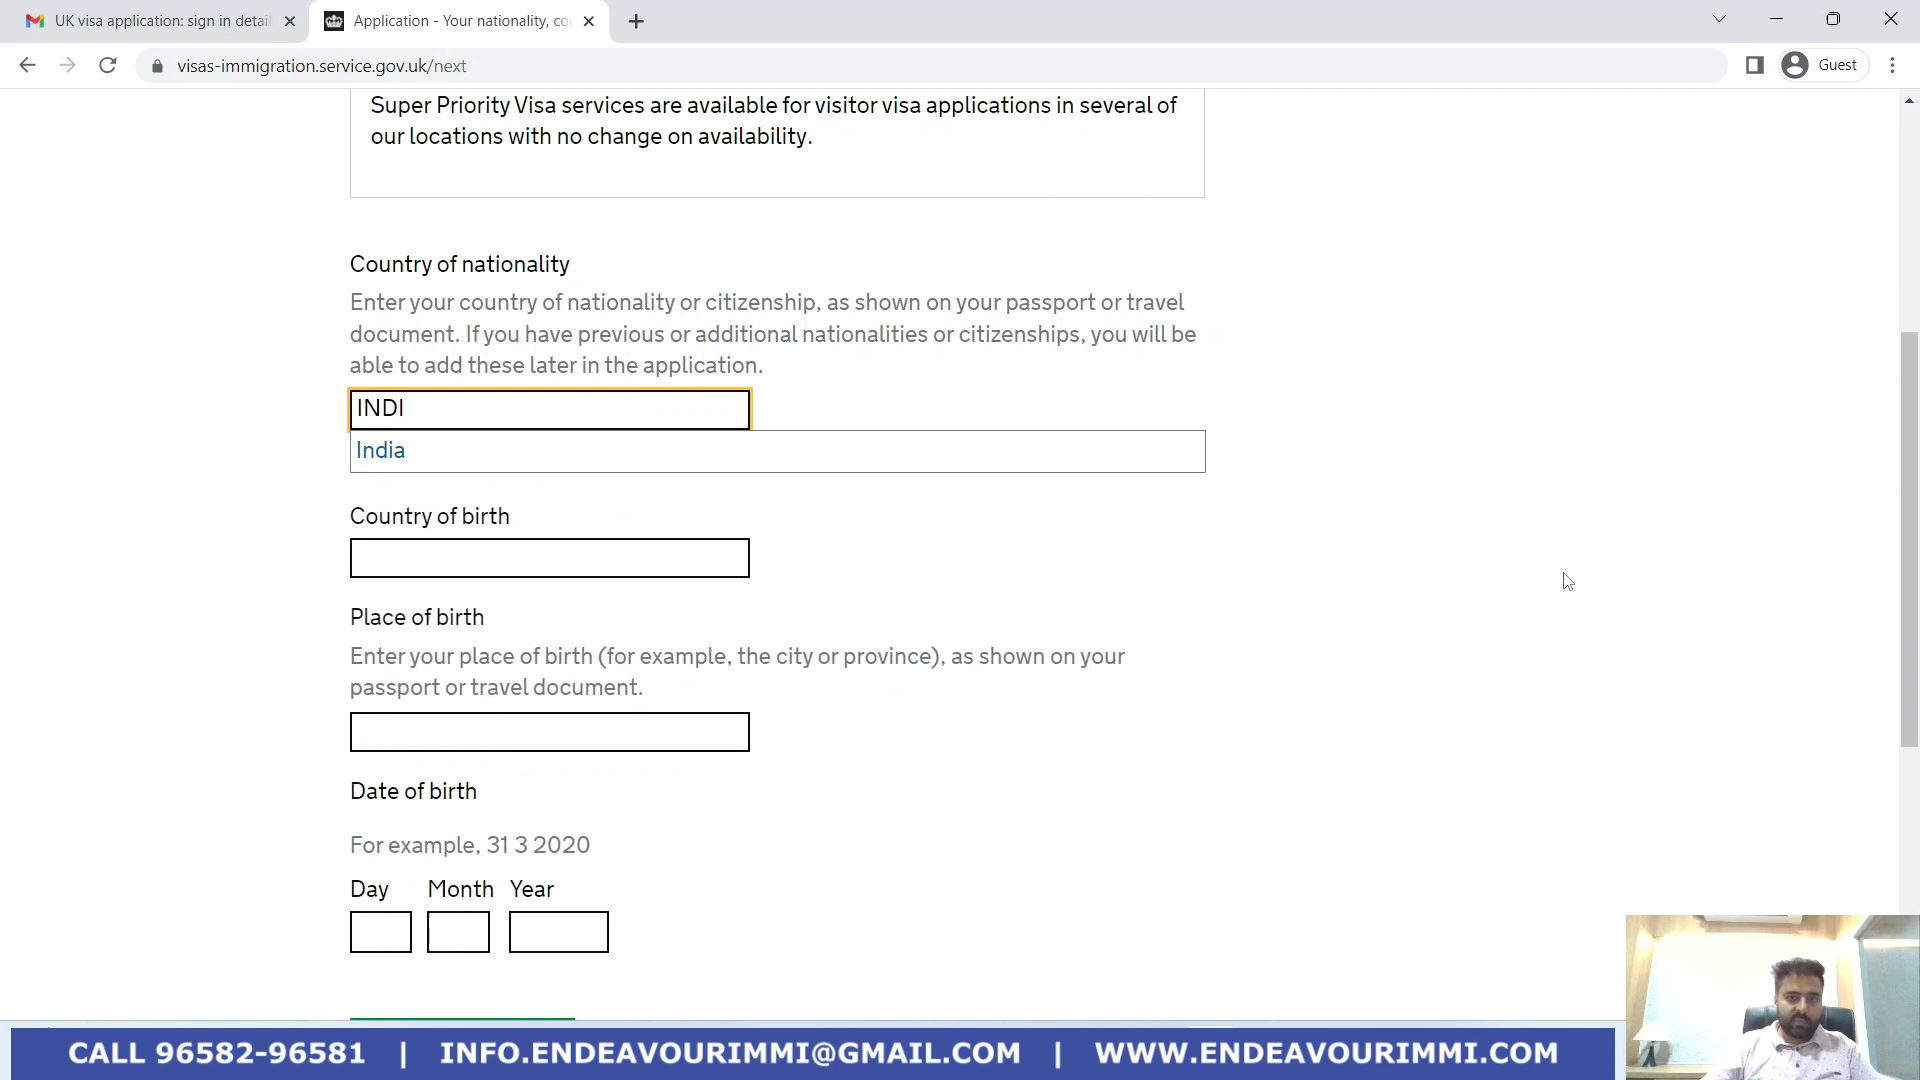 UK visa application: sign in detail
Application - Your nationality, co
visas-immigration.service.gov.uk/next
Guest
Super Priority Visa services are available for visitor visa applications in several of
our locations with no change on availability.
Country of nationality
Enter your country of nationality or citizenship, as shown on your passport or travel
document. If you have previous or additional nationalities or citizenships, you will be
able to add these later in the application.
INDI
India
Country of birth
Place of birth
Enter your place of birth (for example, the city or province), as shown on your
passport or travel document.
Date of birth
For example, 31 3 2020
Day Month Year
CALL 96582-96581 | INFO.ENDEAVOURIMMI@GMAIL.COM | WWW.ENDEAVOURIMMI.COM